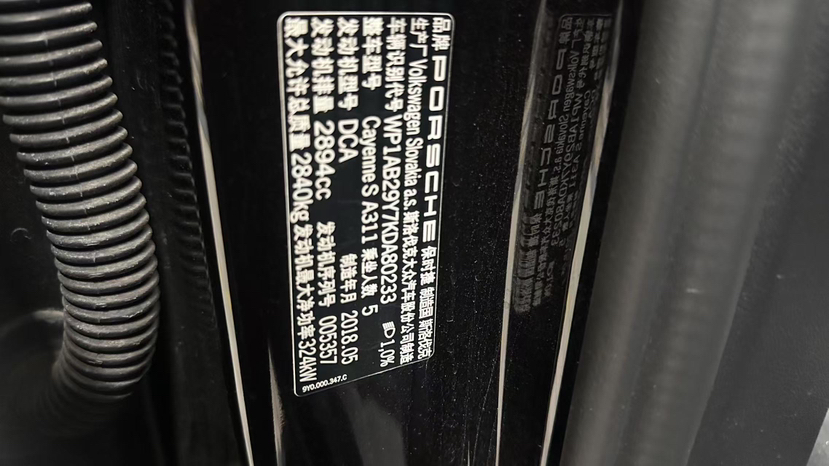 品牌 PORSCHE 保时捷 制造国 斯洛伐克
生产厂 Volkswagen Slovakia a.s.斯洛伐克大众汽车股份公司制造
车辆识别代号 WP1AB29Y7KDA80233 1.0%
整车型号 Cayenne S A311 乘坐人数 5
发动机型号 DCA 制造年月 2018.05
发动机排量 2894cc 发动机序列号 005357
最大允许总质量 2840kg 发动机最大净功率 324kW
9Y0.000.347.C